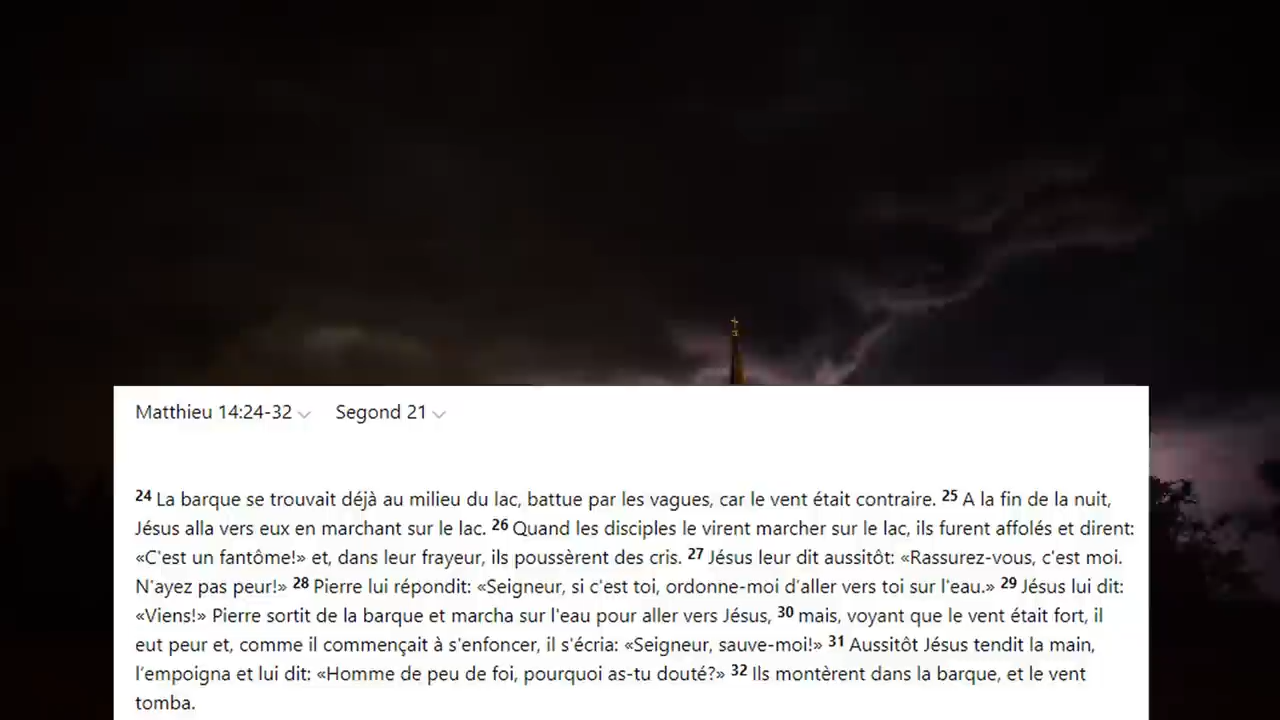 Matthieu 14:24-32 Segond 21
24 La barque se trouvait déjà au milieu du lac, battue par les vagues, car le vent était contraire. 25 A la fin de la nuit,
Jésus alla vers eux en marchant sur le lac. 26 Quand les disciples le virent marcher sur le lac, ils furent affolés et dirent:
«C'est un fantôme!» et, dans leur frayeur, ils poussèrent des cris. 27 Jésus leur dit aussitôt: «Rassurez-vous, c'est moi.
N'ayez pas peur!» 28 Pierre lui répondit: «Seigneur, si c'est toi, ordonne-moi d'aller vers toi sur l'eau.» 29 Jésus lui dit:
«Viens!» Pierre sortit de la barque et marcha sur l'eau pour aller vers Jésus, 30 mais, voyant que le vent était fort, il
eut peur et, comme il commençait à s'enfoncer, il s'écria: «Seigneur, sauve-moi!» 31 Aussitôt Jésus tendit la main,
l'empoigna et lui dit: «Homme de peu de foi, pourquoi as-tu douté?» 32 Ils montèrent dans la barque, et le vent
tomba.